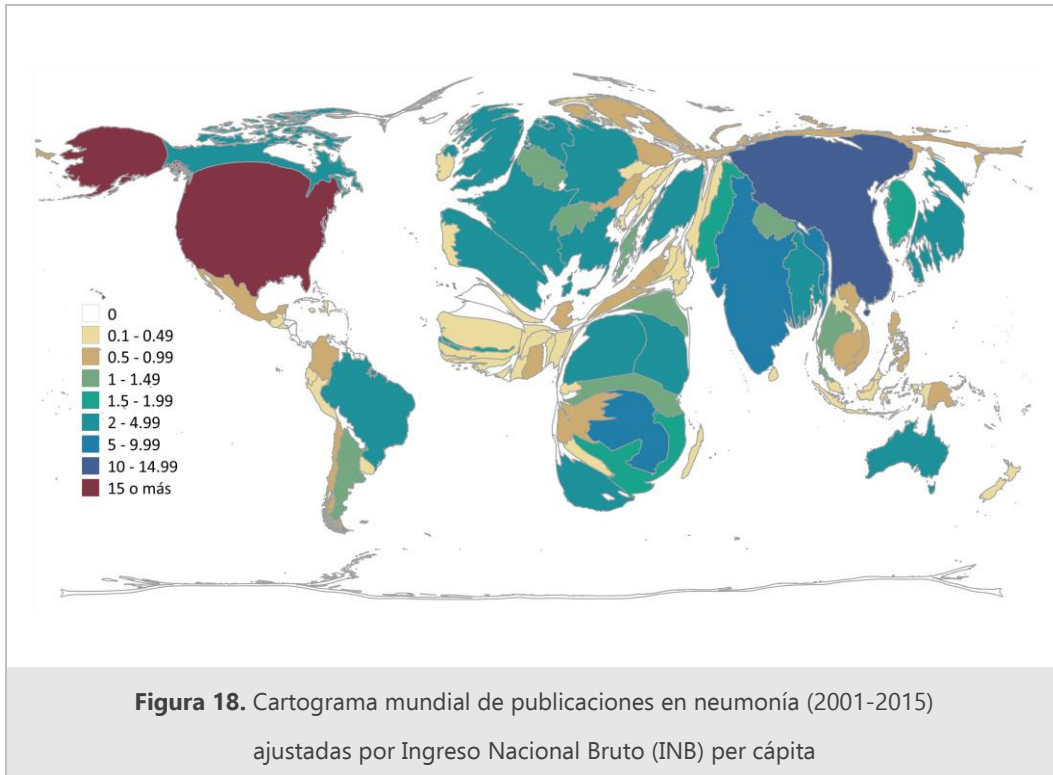 0
0.1 - 0.49
0.5 - 0.99
1 - 1.49
1.5 - 1.99
2 - 4.99
5 - 9.99
10 - 14.99
15 o más
Figura 18. Cartograma mundial de publicaciones en neumonía (2001-2015)
ajustadas por Ingreso Nacional Bruto (INB) per cápita